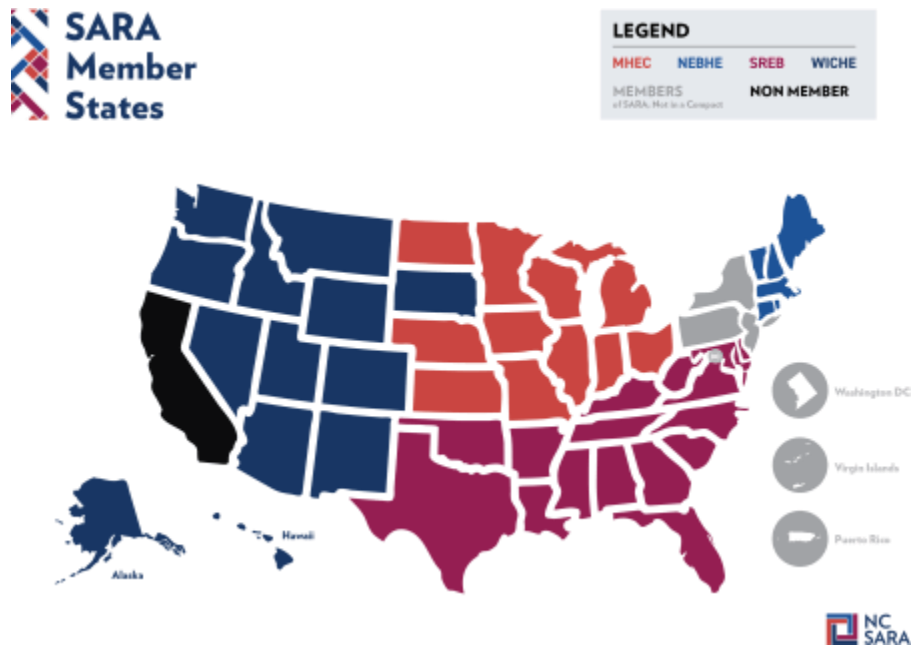 SARA
Member
States
LEGEND
MHEC NEBHE SREB WICHE
MEMBERS NON MEMBER
of SARA, Not in a Compact
Washington DC
Virgin Islands
Puerto Rico
Hawaii
Alaska
NC
SARA